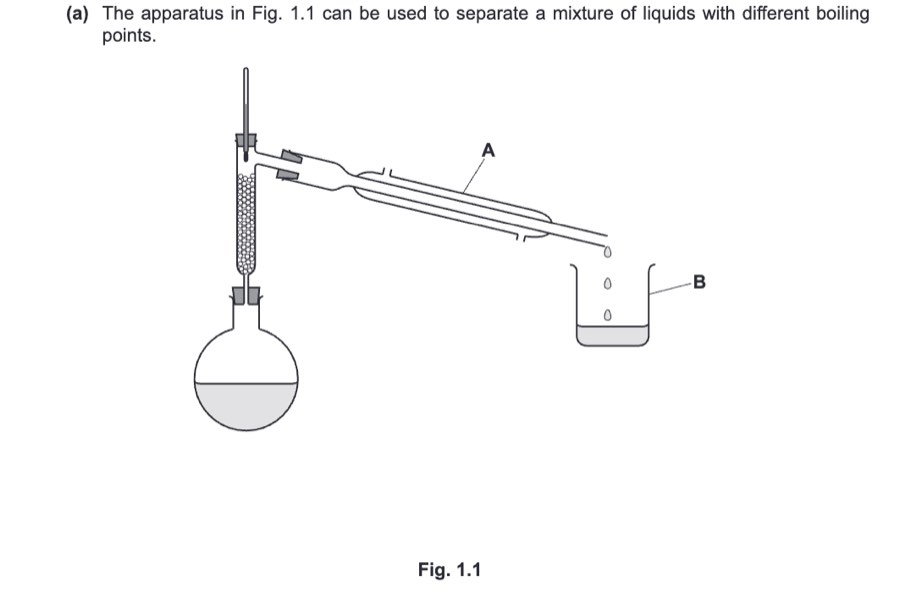 (a) The apparatus in Fig. 1.1 can be used to separate a mixture of liquids with different boiling
points.
A
B
Fig. 1.1